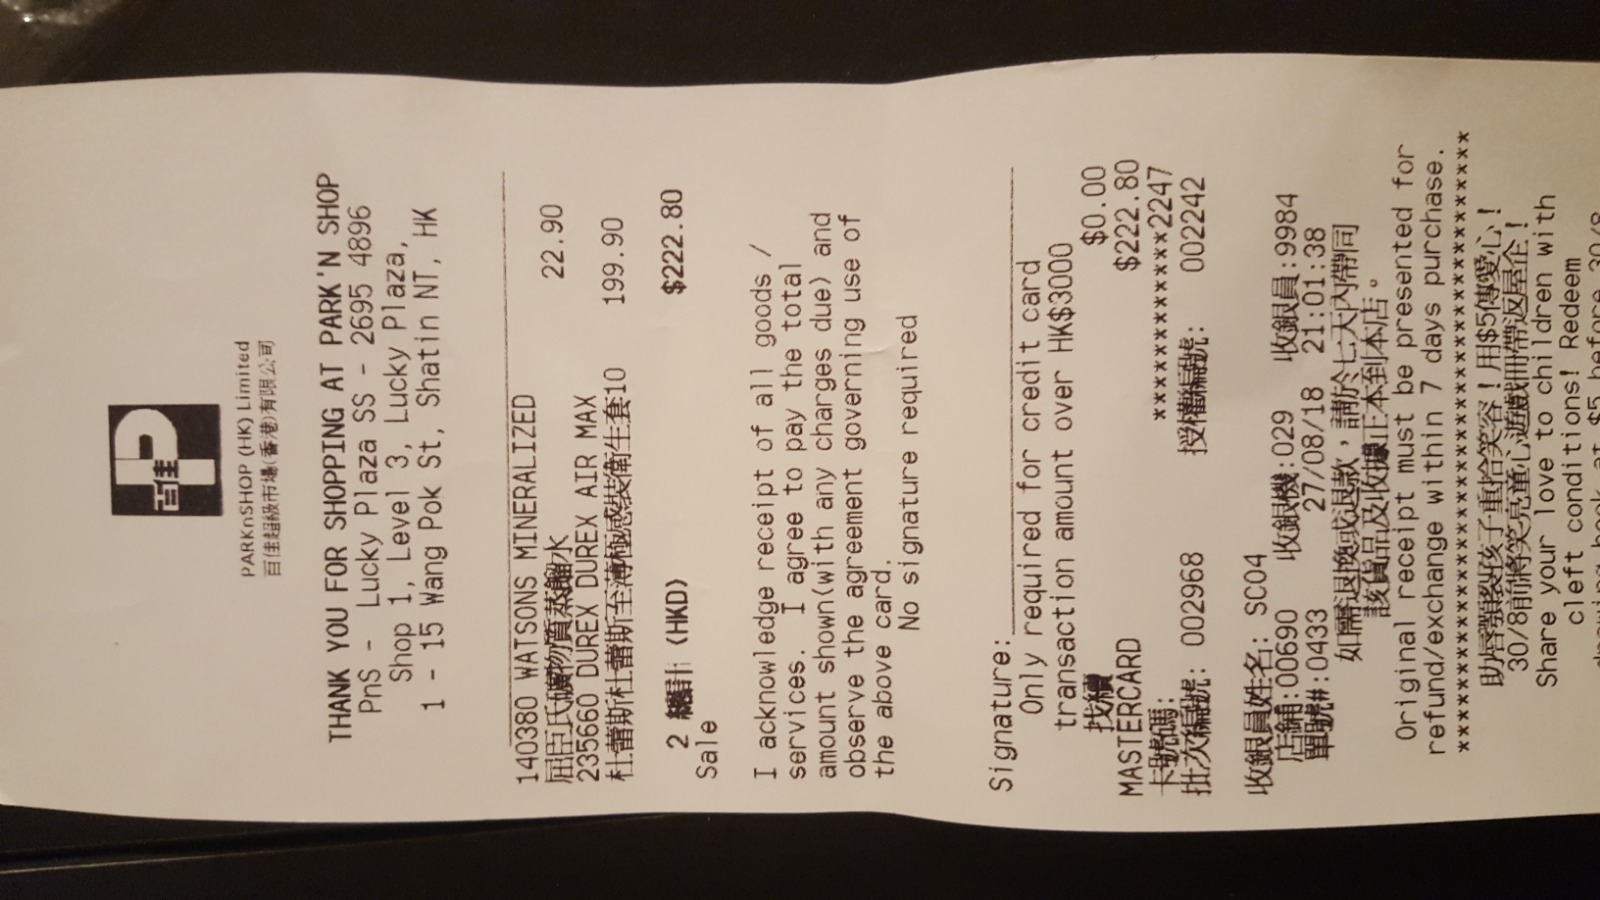 百佳
PARKnSHOP (HK) Limited
百佳超級市場(香港)有限公司
THANK YOU FOR SHOPPING AT PARK'N SHOP
PnS - Lucky Plaza SS - 2695 4896
Shop 1, Level 3, Lucky Plaza,
1 - 15 Wang Pok St, Shatin NT, HK
140380 WATSONS MINERALIZED
屈臣氏礦物質蒸餾水 22.90
235660 DUREX DUREX AIR MAX
杜蕾斯杜蕾斯至薄極感裝衛生套10 199.90
2 總計 (HKD) $222.80
Sale
I acknowledge receipt of all goods /
services. I agree to pay the total
amount shown(with any charges due) and
observe the agreement governing use of
the above card.
No signature required
Signature:
Only required for credit card
transaction amount over HK$3000
找續 $0.00
MASTERCARD $222.80
卡號碼: ************2247
批次編號: 002968 授權編號: 002242
收銀員姓名: SC04
店鋪:00690 收銀機:029 收銀員:9984
單號#:0433 27/08/18 21:01:38
如需退換或退款，請於七天內帶同
該貨品及收據正本到本店。
Original receipt must be presented for
refund/exchange within 7 days purchase.
****************************************
助唇顎裂孩子重拾笑容！用$5傳愛心！
30/8前將笑亮童心遊戲冊帶返屋企！
Share your love to children with
cleft conditions! Redeem
drawing book at $5 before 30/8